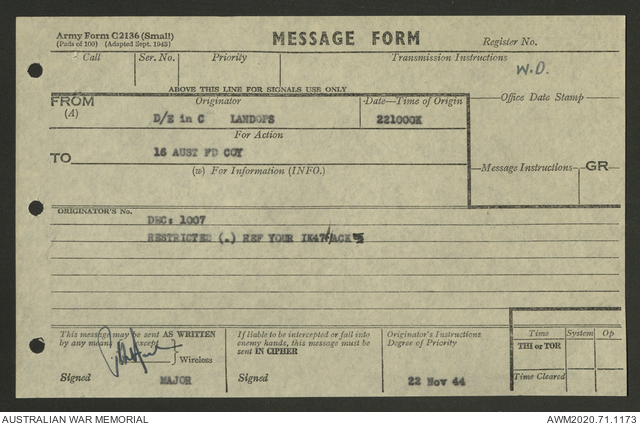 Army Form C2136 (Small) MESSAGE FORM Register No.
(Pads of 100) (Adapted Sept. 1943)
Call Ser. No. Priority Transmission Instructions
W.D.
ABOVE THIS LINE FOR SIGNALS USE ONLY
FROM Originator Date—Time of Origin Office Date Stamp
(A) D/E in C LANDOPS 221000K
For Action
TO 16 AUST FD COY
(w) For Information (INFO.) Message Instructions GR
ORIGINATOR'S No.
DEC: 1007
RESTRICTED (.) REF YOUR IK47/ACK
This message may be sent AS WRITTEN If liable to be intercepted or fall into Originator's Instructions Time System Op
by any means except enemy hands, this message must be Degree of Priority THI or TOR
Wireless sent IN CIPHER
Time Cleared
Signed MAJOR Signed 22 Nov 44
AUSTRALIAN WAR MEMORIAL AWM2020.71.1173